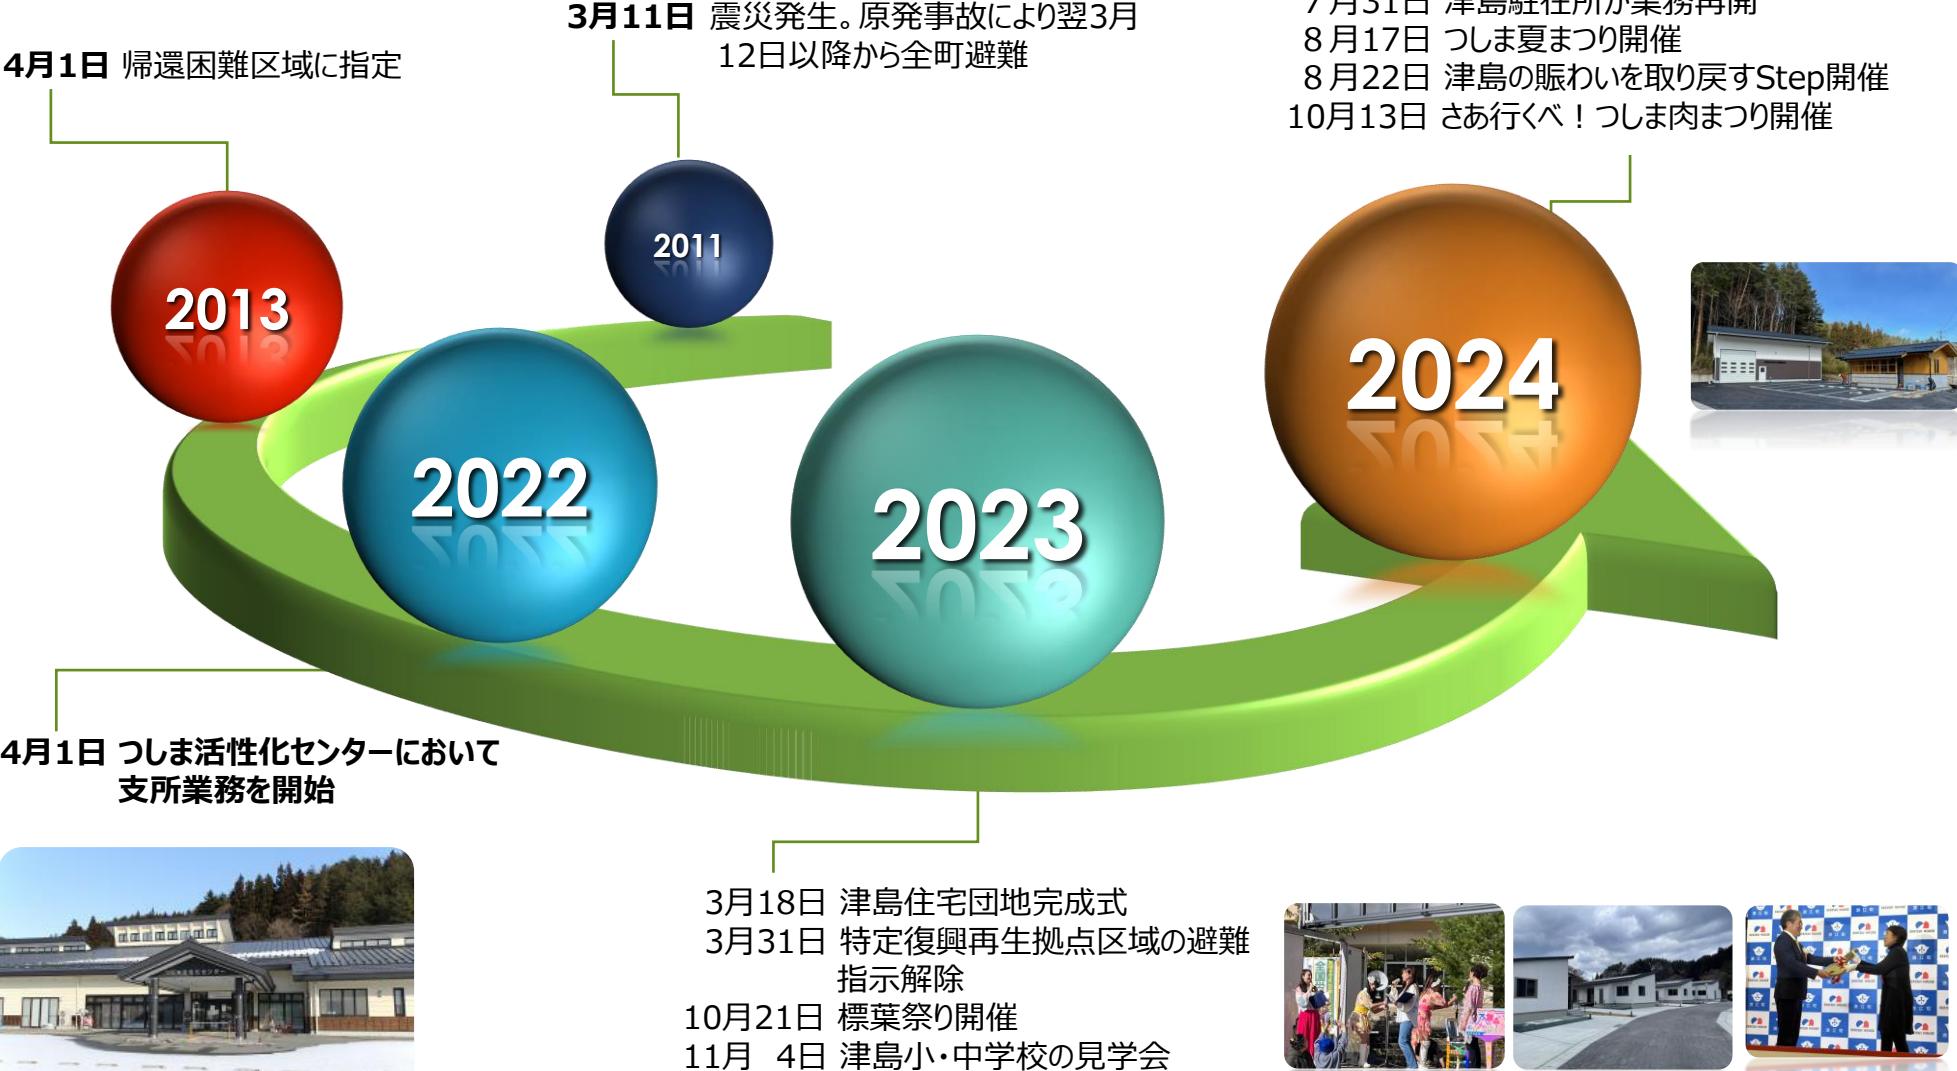 3月11日 震災発生。原発事故により翌3月
12日以降から全町避難
4月1日 帰還困難区域に指定
7月31日 津島駐在所が業務再開
8月17日 つしま夏まつり開催
8月22日 津島の賑わいを取り戻すStep開催
10月13日 さあ行くべ！つしま肉まつり開催
2011
2013
2022
2023
2024
4月1日 つしま活性化センターにおいて
支所業務を開始
3月18日 津島住宅団地完成式
3月31日 特定復興再生拠点区域の避難
指示解除
10月21日 標葉祭り開催
11月 4日 津島小・中学校の見学会